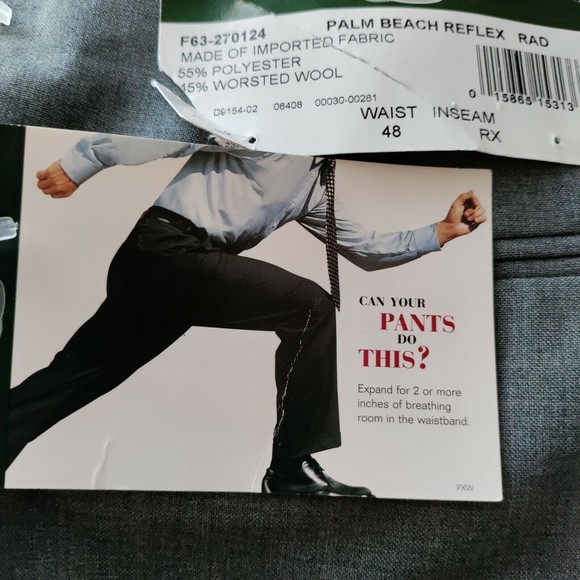 PALM BEACH REFLEX RAD
F63-270124
MADE OF IMPORTED FABRIC
55% POLYESTER
45% WORSTED WOOL
0 15865 15313
D9154-02 06408 00030-00281
WAIST INSEAM
48 RX
CAN YOUR
PANTS
DO
THIS?
Expand for 2 or more
inches of breathing
room in the waistband.
PXW